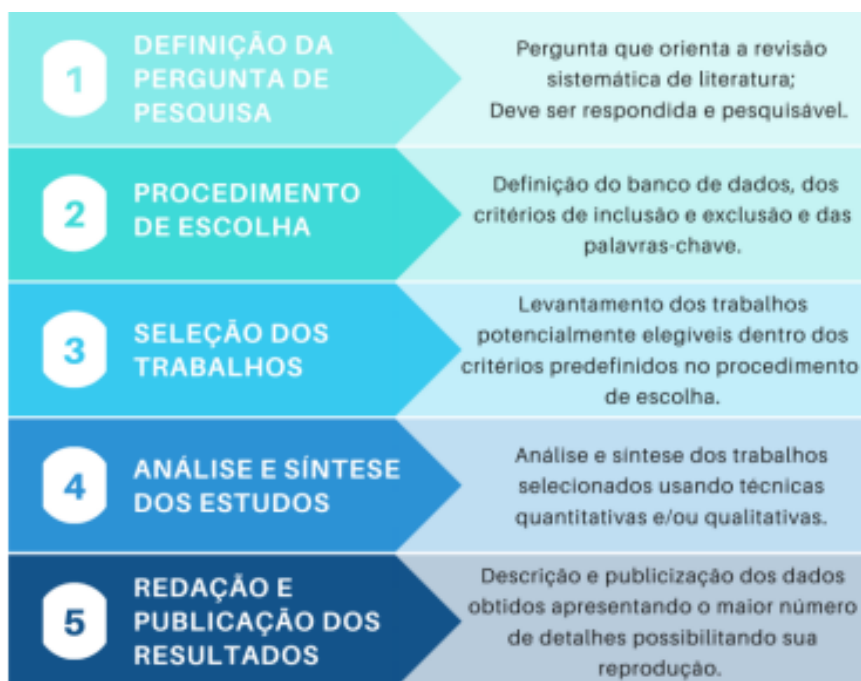 1
DEFINIÇÃO DA
PERGUNTA DE
PESQUISA
Pergunta que orienta a revisão
sistemática de literatura;
Deve ser respondida e pesquisável.
2
PROCEDIMENTO
DE ESCOLHA
Definição do banco de dados, dos
critérios de inclusão e exclusão e das
palavras-chave.
3
SELEÇÃO DOS
TRABALHOS
Levantamento dos trabalhos
potencialmente elegíveis dentro dos
critérios predefinidos no procedimento
de escolha.
4
ANÁLISE E SÍNTESE
DOS ESTUDOS
Análise e síntese dos trabalhos
selecionados usando técnicas
quantitativas e/ou qualitativas.
5
REDAÇÃO E
PUBLICAÇÃO DOS
RESULTADOS
Descrição e publicização dos dados
obtidos apresentando o maior número
de detalhes possibilitando sua
reprodução.